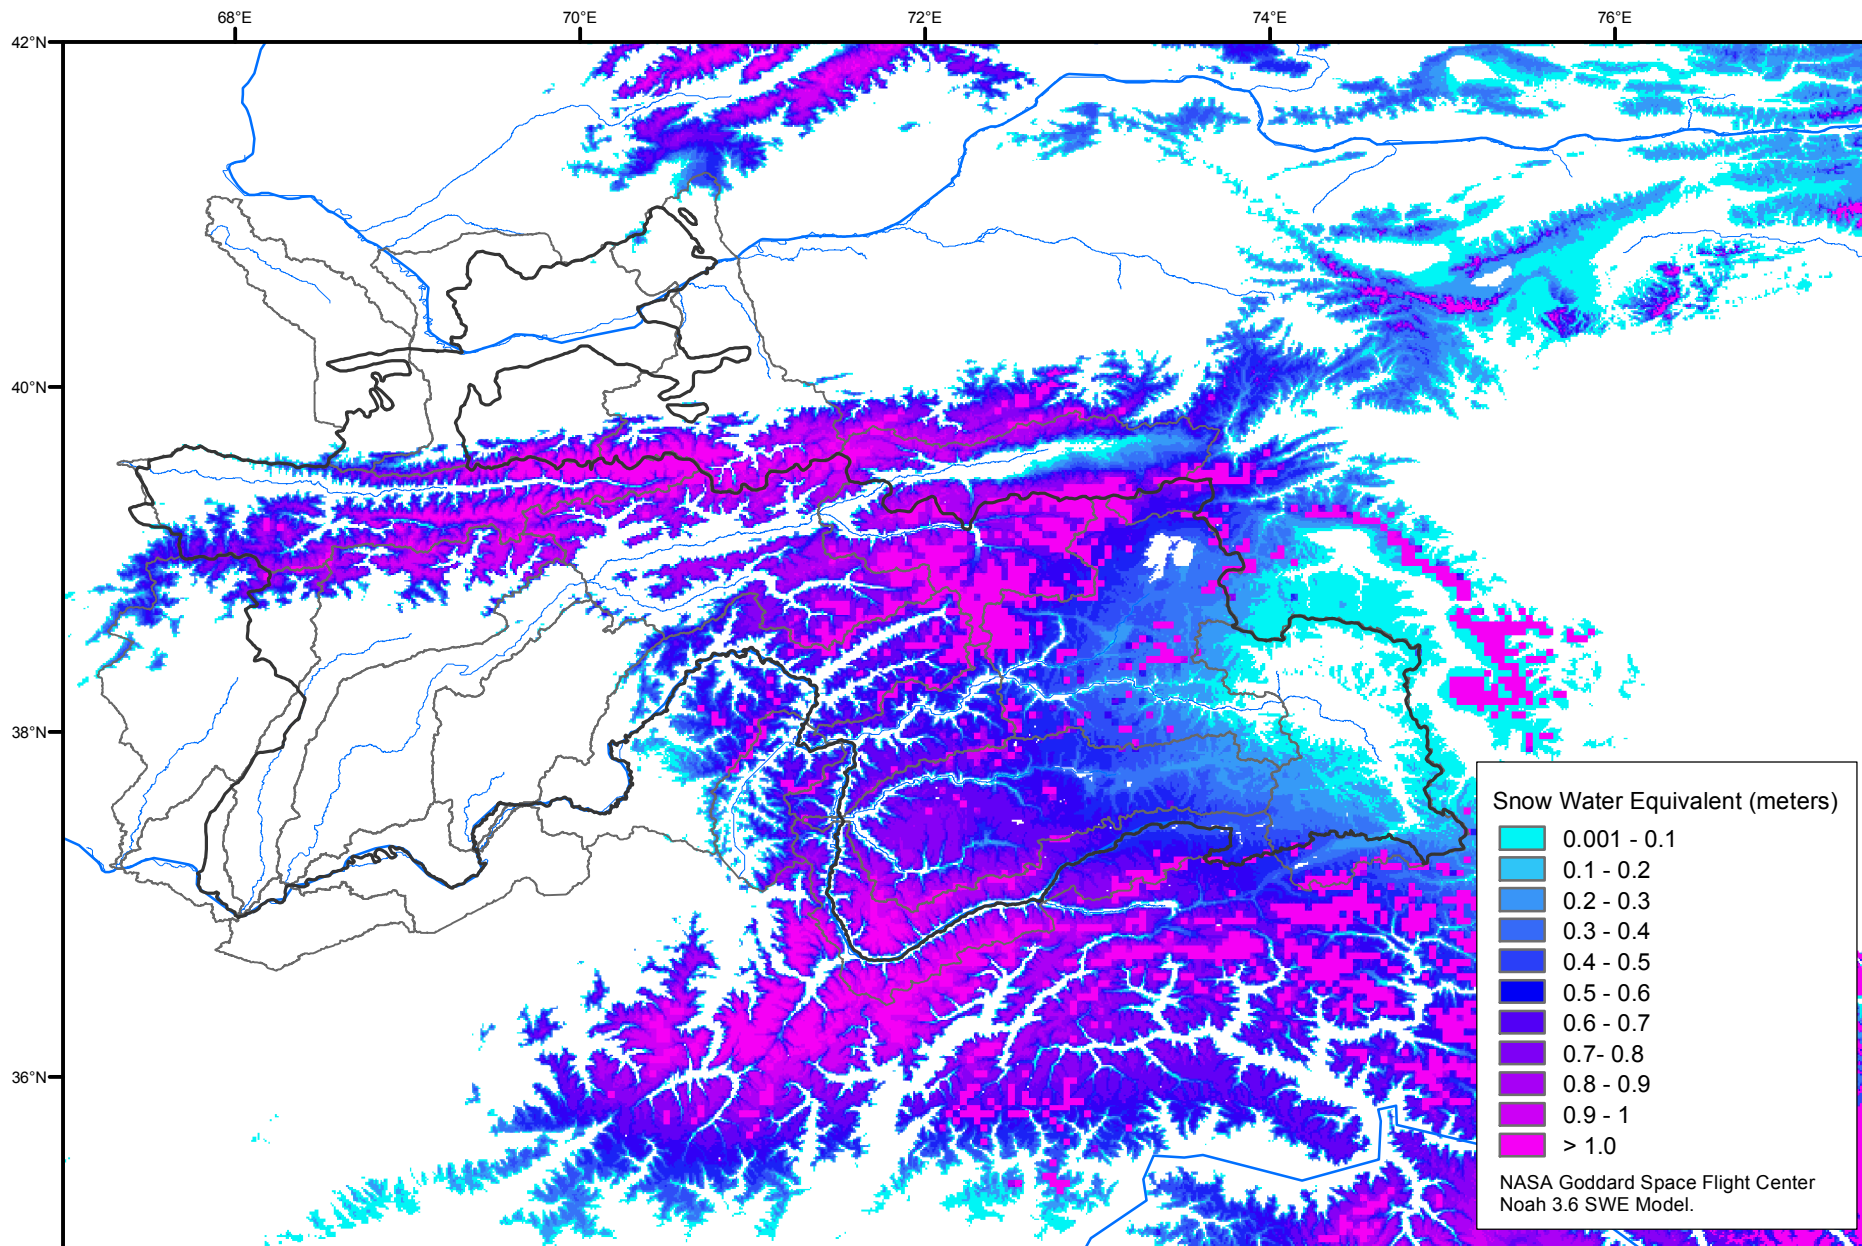 68°E 70°E 72°E 74°E 76°E
42°N
40°N
38°N
36°N
Snow Water Equivalent (meters)
0.001 - 0.1
0.1 - 0.2
0.2 - 0.3
0.3 - 0.4
0.4 - 0.5
0.5 - 0.6
0.6 - 0.7
0.7- 0.8
0.8 - 0.9
0.9 - 1
> 1.0
NASA Goddard Space Flight Center
Noah 3.6 SWE Model.